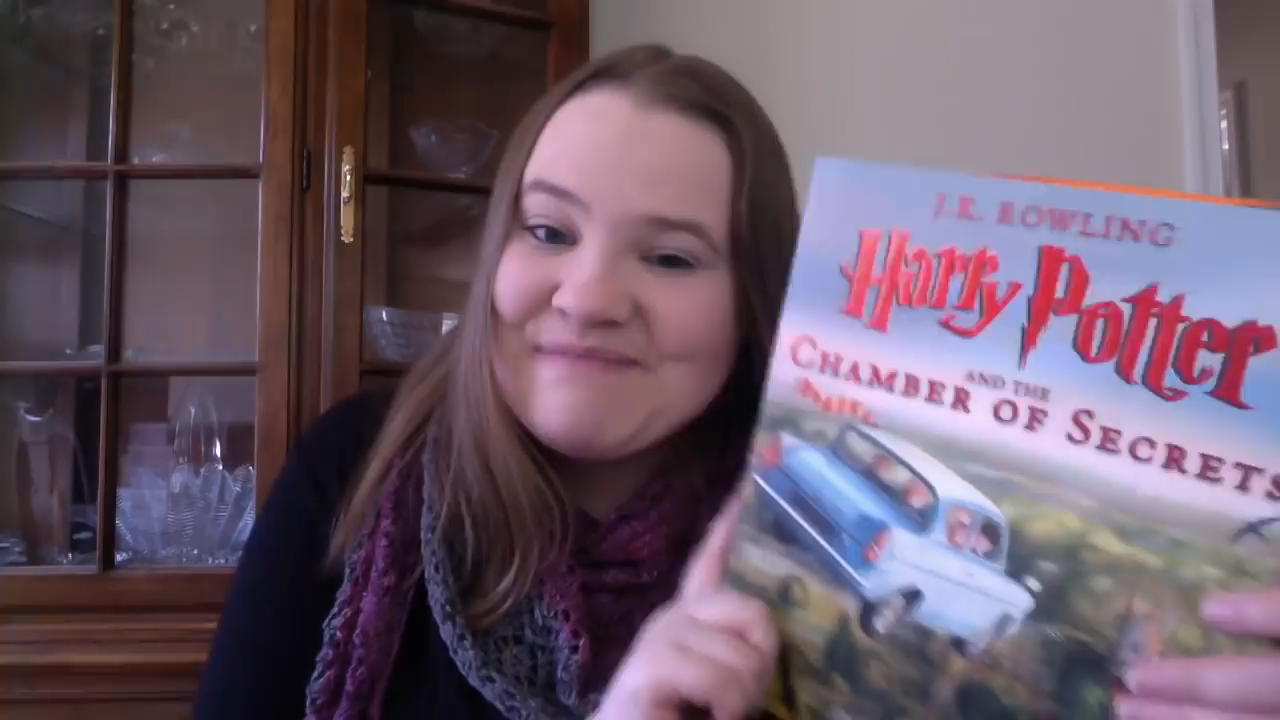 J.K. ROWLING
Harry Potter
AND THE
CHAMBER OF SECRETS